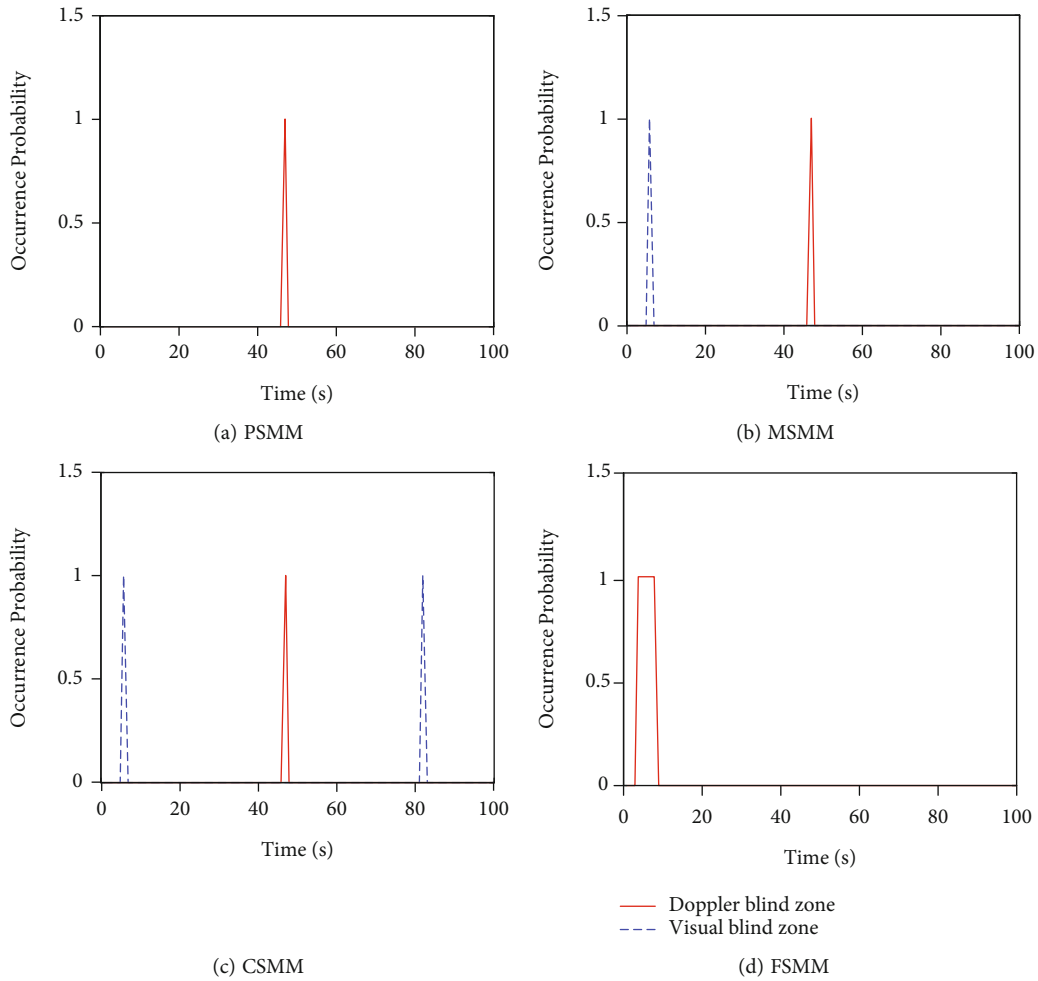 1.5
1
0.5
0
Occurrence Probability
0 20 40 60 80 100
Time (s)
(a) PSMM
1.5
1
0.5
0
Occurrence Probability
0 20 40 60 80 100
Time (s)
(b) MSMM
1.5
1
0.5
0
Occurrence Probability
0 20 40 60 80 100
Time (s)
(c) CSMM
1.5
1
0.5
0
Occurrence Probability
0 20 40 60 80 100
Time (s)
Doppler blind zone
Visual blind zone
(d) FSMM